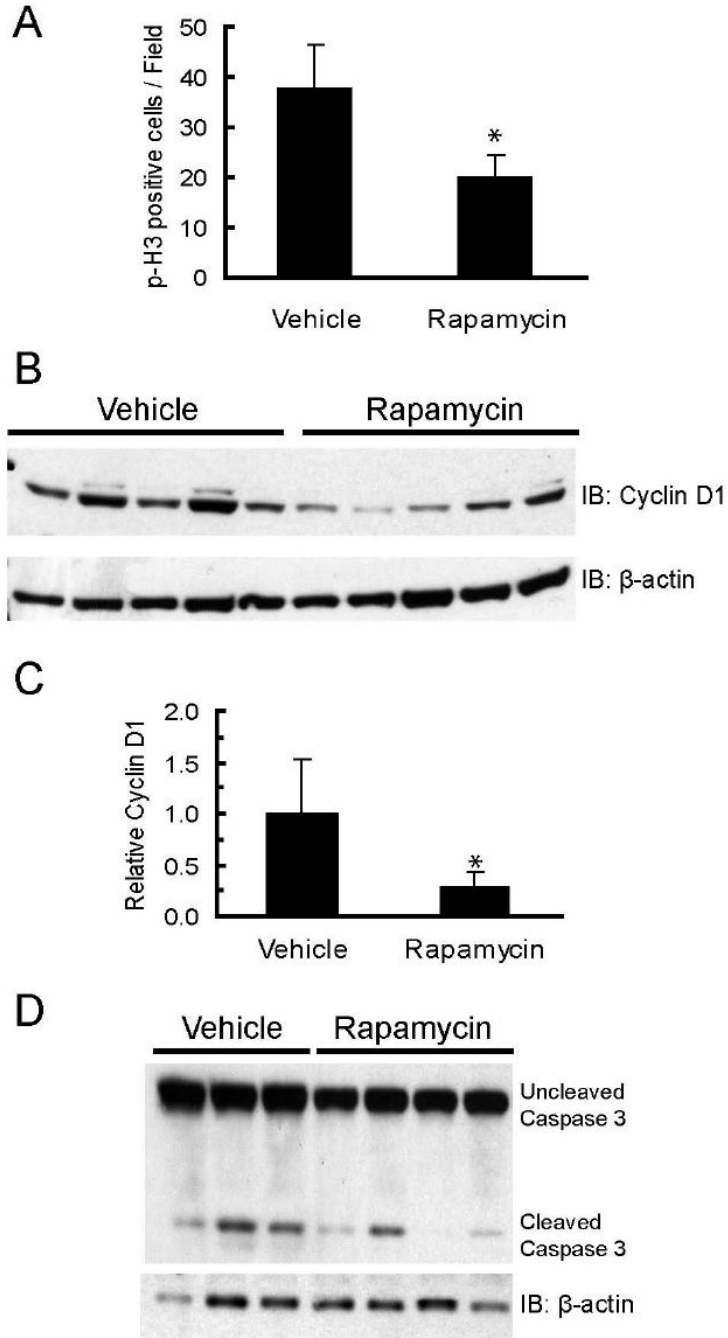 A
p-H3 positive cells / Field
50
40
30
20
10
0
*
Vehicle Rapamycin
B
Vehicle Rapamycin
IB: Cyclin D1
IB: β-actin
C
Relative Cyclin D1
2.0
1.5
1.0
0.5
0.0
*
Vehicle Rapamycin
D
Vehicle Rapamycin
Uncleaved
Caspase 3
Cleaved
Caspase 3
IB: β-actin